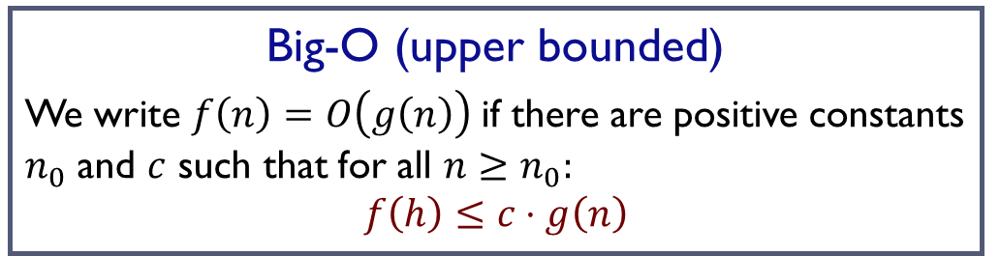 Big-O (upper bounded)
We write f(n) = O(g(n)) if there are positive constants
n₀ and c such that for all n ≥ n₀:
f(h) ≤ c · g(n)